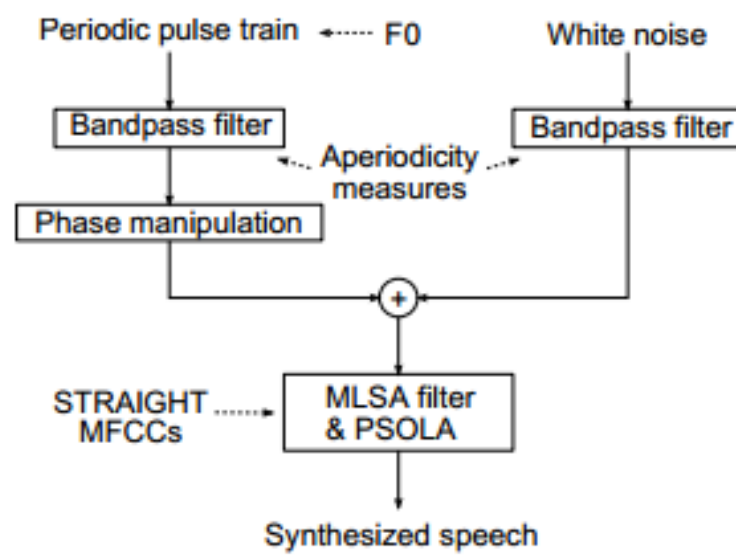 Periodic pulse train
F0
White noise
Bandpass filter
Bandpass filter
Aperiodicity
measures
Phase manipulation
+
STRAIGHT
MFCCs
MLSA filter
& PSOLA
Synthesized speech